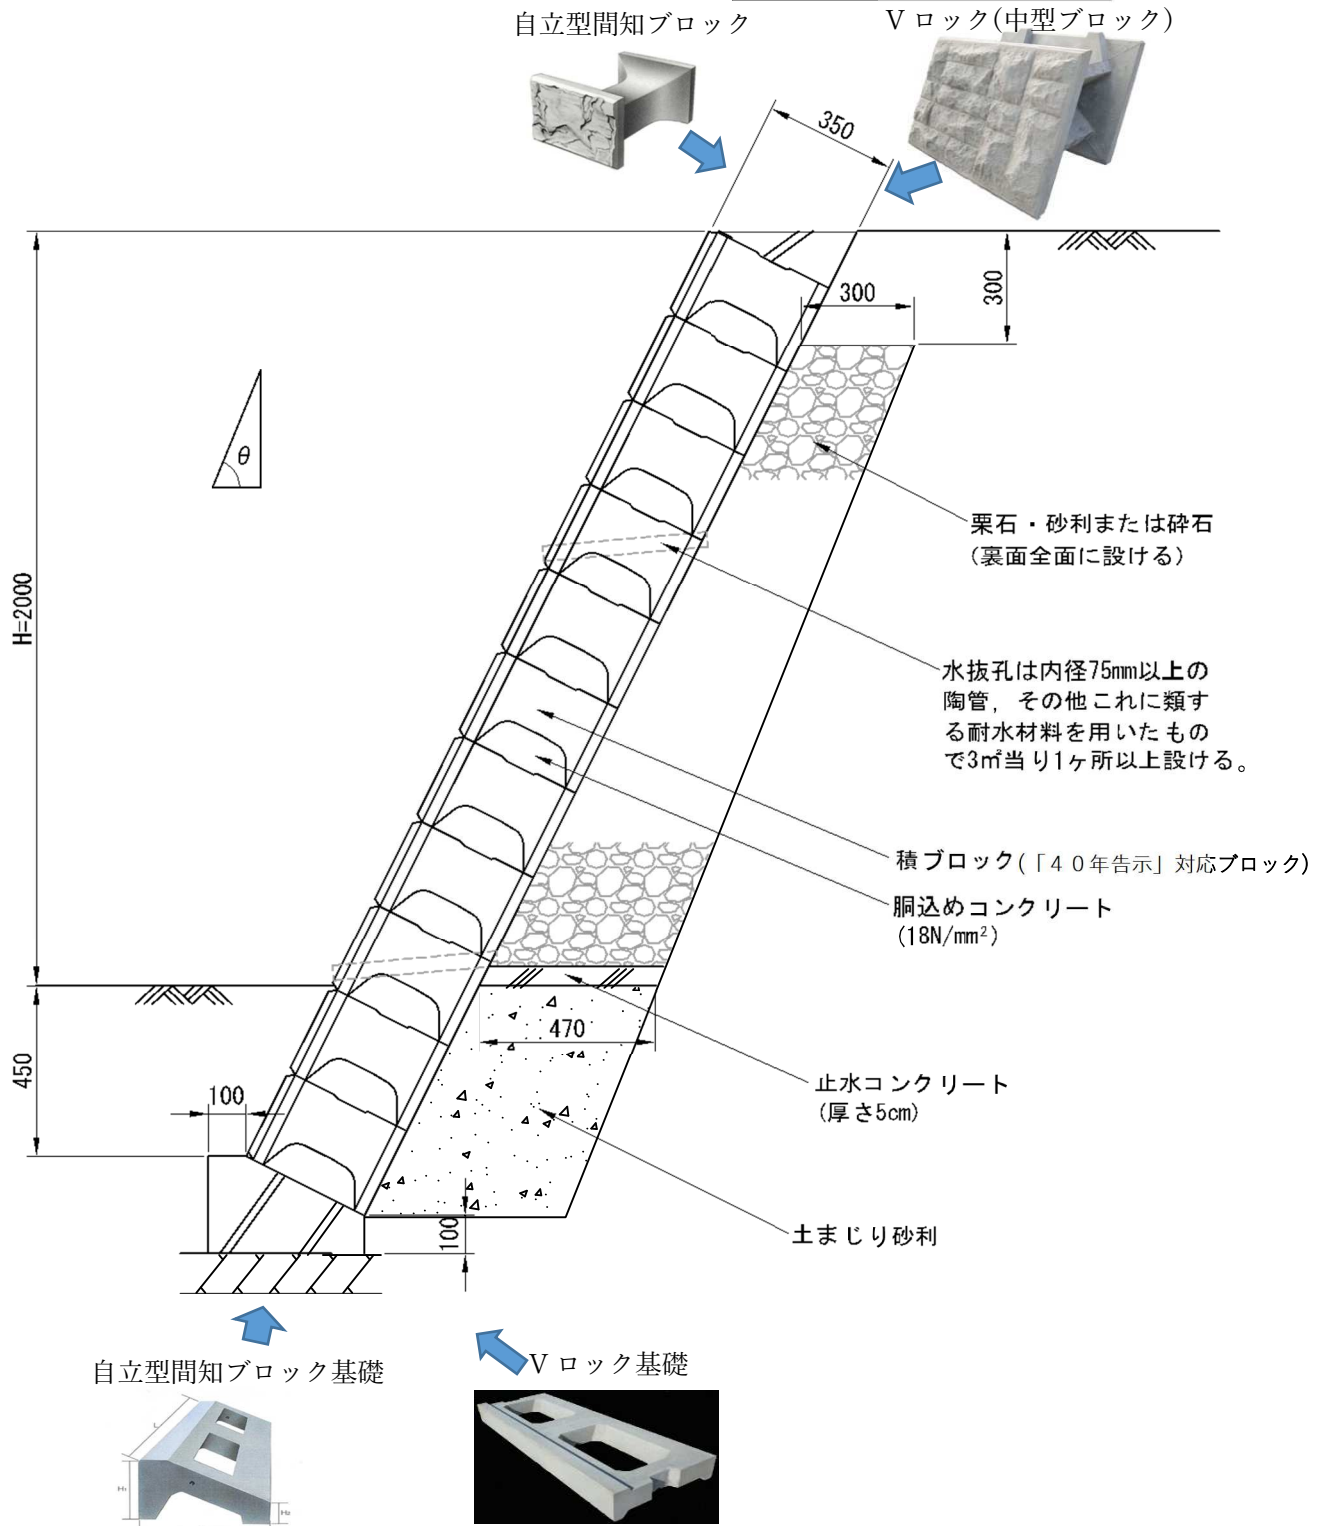 自立型間知ブロック
Vロック(中型ブロック)
350
300
300
θ
H=2000
栗石・砂利または砕石
(裏面全面に設ける)
水抜孔は内径75mm以上の
陶管，その他これに類す
る耐水材料を用いたもの
で3㎡当り1ヶ所以上設ける。
積ブロック(「４０年告示」対応ブロック)
胴込めコンクリート
(18N/mm²)
470
450
100
止水コンクリート
(厚さ5cm)
100
土まじり砂利
自立型間知ブロック基礎
Vロック基礎
L
H₁
H₂